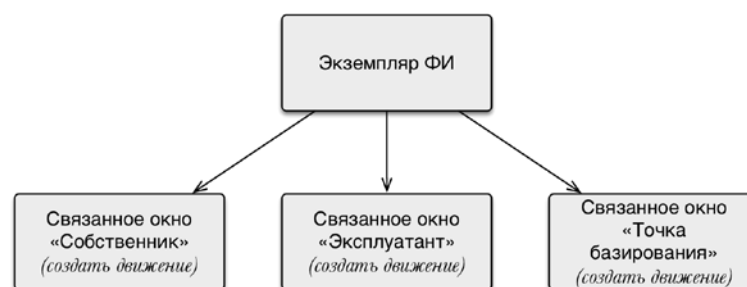 Экземпляр ФИ
Связанное окно
«Собственник»
(создать движение)
Связанное окно
«Эксплуатант»
(создать движение)
Связанное окно
«Точка
базирования»
(создать движение)